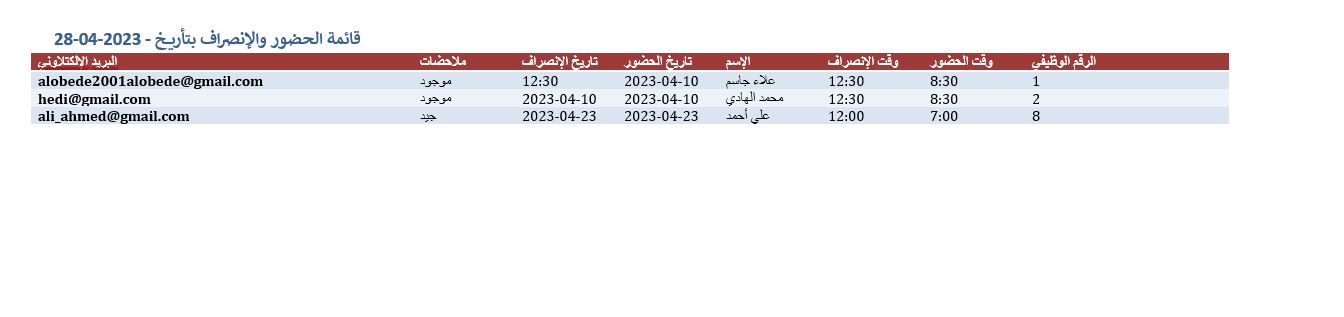 قائمة الحضور والإنصراف بتأريخ - 2023-04-28
الرقم الوظيفي وقت الحضور وقت الإنصراف الإسم تاريخ الحضور تاريخ الإنصراف ملاحضات البريد الإلكتلاوني
1 8:30 12:30 علاء جاسم 2023-04-10 12:30 موجود alobede2001alobede@gmail.com
2 8:30 12:30 محمد الهادي 2023-04-10 2023-04-10 موجود hedi@gmail.com
8 7:00 12:00 علي أحمد 2023-04-23 2023-04-23 جيد ali_ahmed@gmail.com